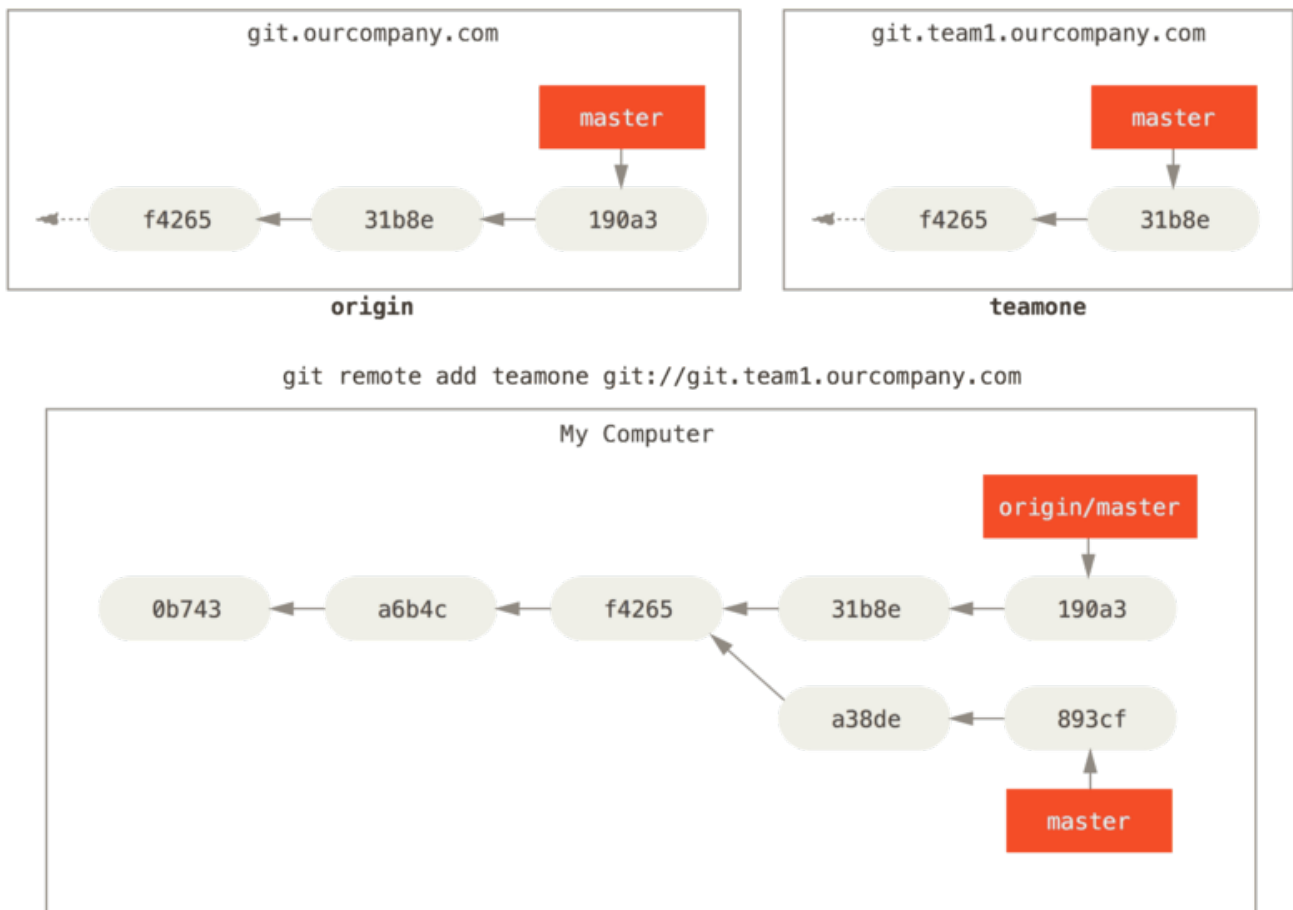 git.ourcompany.com
master
f4265
31b8e
190a3
origin
git.team1.ourcompany.com
master
f4265
31b8e
teamone
git remote add teamone git://git.team1.ourcompany.com
My Computer
origin/master
0b743
a6b4c
f4265
31b8e
190a3
a38de
893cf
master